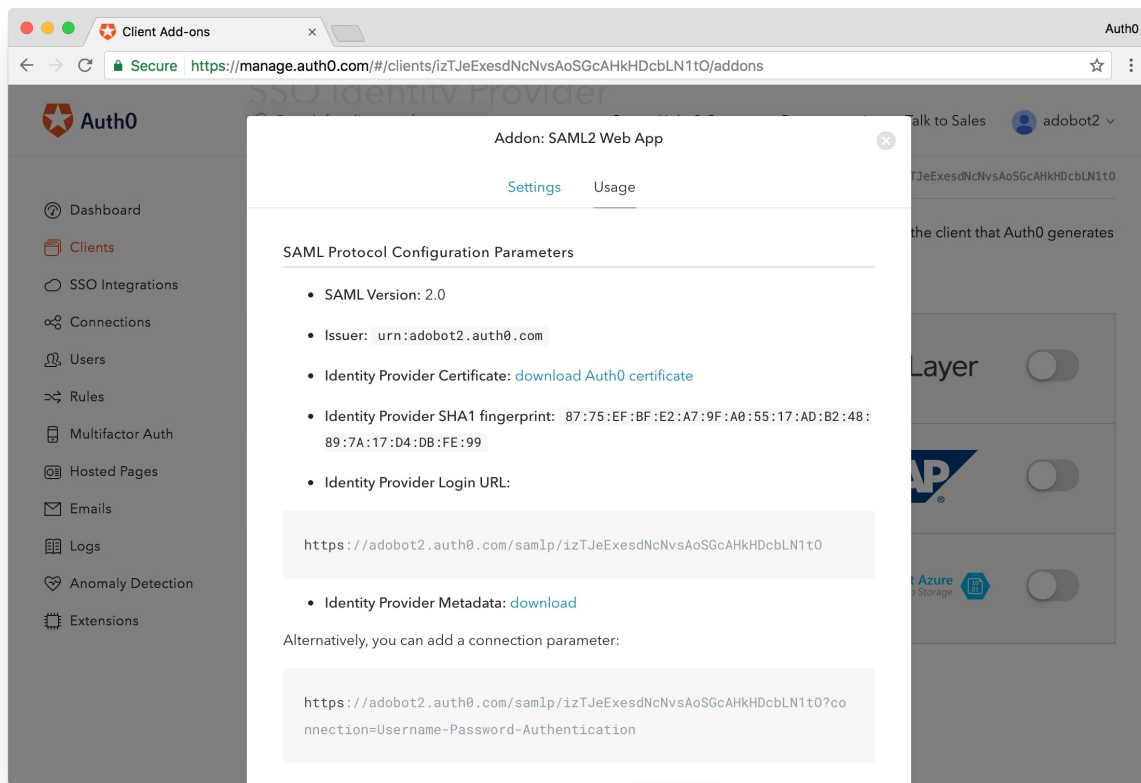 Client Add-ons
Auth0
Secure https://manage.auth0.com/#/clients/izTJeExesdNcNvsAoSGcAHkHDcbLN1tO/addons
SSO Identity Provider
Auth0
Talk to Sales
adobot2
TJeExesdNcNvsAoSGcAHkHDcbLN1tO
the client that Auth0 generates
Dashboard
Clients
SSO Integrations
Connections
Users
Rules
Multifactor Auth
Hosted Pages
Emails
Logs
Anomaly Detection
Extensions
Addon: SAML2 Web App
Settings Usage
SAML Protocol Configuration Parameters
• SAML Version: 2.0
• Issuer: urn:adobot2.auth0.com
• Identity Provider Certificate: download Auth0 certificate
• Identity Provider SHA1 fingerprint: 87:75:EF:BF:E2:A7:9F:A0:55:17:AD:B2:48:
89:7A:17:D4:DB:FE:99
• Identity Provider Login URL:
https://adobot2.auth0.com/samlp/izTJeExesdNcNvsAoSGcAHkHDcbLN1tO
• Identity Provider Metadata: download
Alternatively, you can add a connection parameter:
https://adobot2.auth0.com/samlp/izTJeExesdNcNvsAoSGcAHkHDcbLN1tO?co
nnection=Username-Password-Authentication
Layer
AP
®
t Azure
Storage